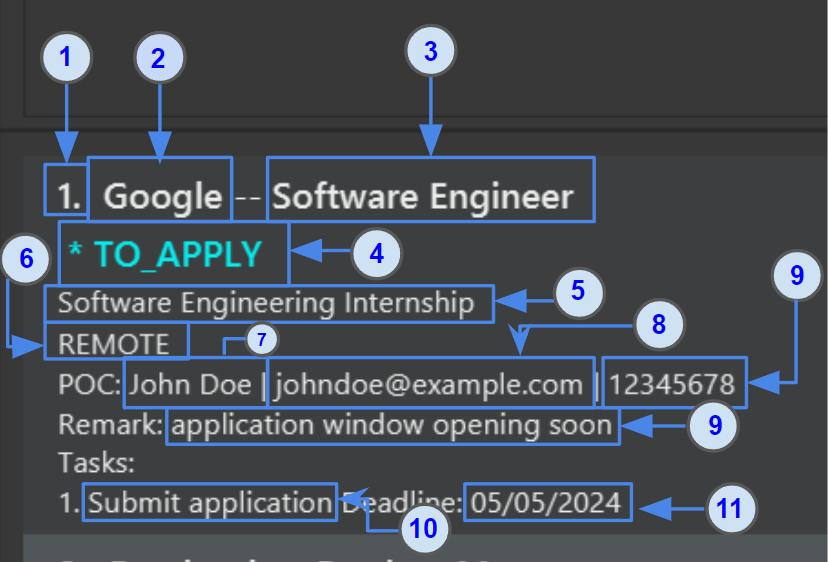 1 2 3
1. Google -- Software Engineer
* TO_APPLY 4
6 9
Software Engineering Internship 5
REMOTE 7 8
POC: John Doe | johndoe@example.com | 12345678
Remark: application window opening soon 9
Tasks:
1. Submit application Deadline: 05/05/2024 11
10